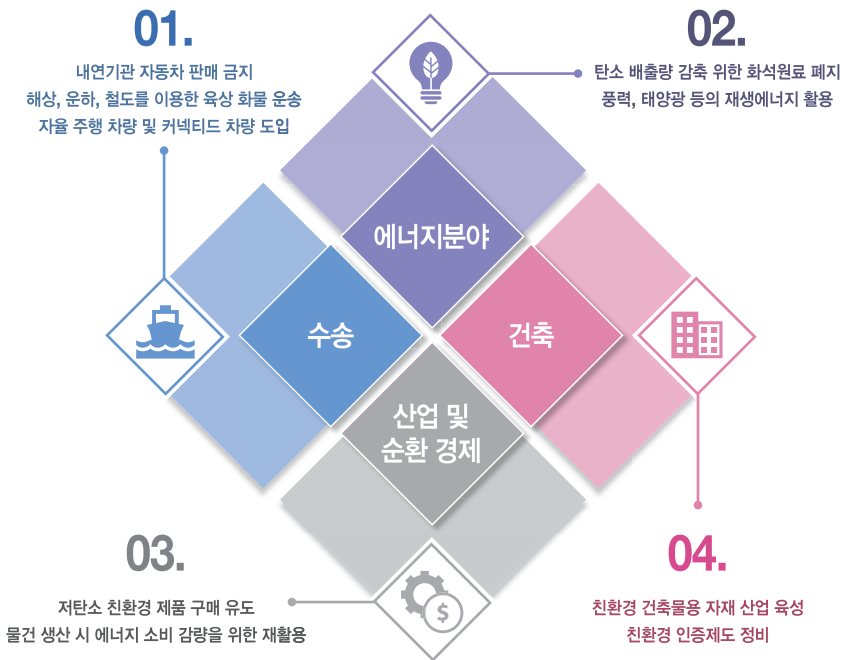 01.
내연기관 자동차 판매 금지
해상, 운하, 철도를 이용한 육상 화물 운송
자율 주행 차량 및 커넥티드 차량 도입
02.
탄소 배출량 감축 위한 화석원료 폐지
풍력, 태양광 등의 재생에너지 활용
에너지분야
수송
건축
산업 및
순환 경제
$
03.
저탄소 친환경 제품 구매 유도
물건 생산 시 에너지 소비 감량을 위한 재활용
04.
친환경 건축물용 자재 산업 육성
친환경 인증제도 정비